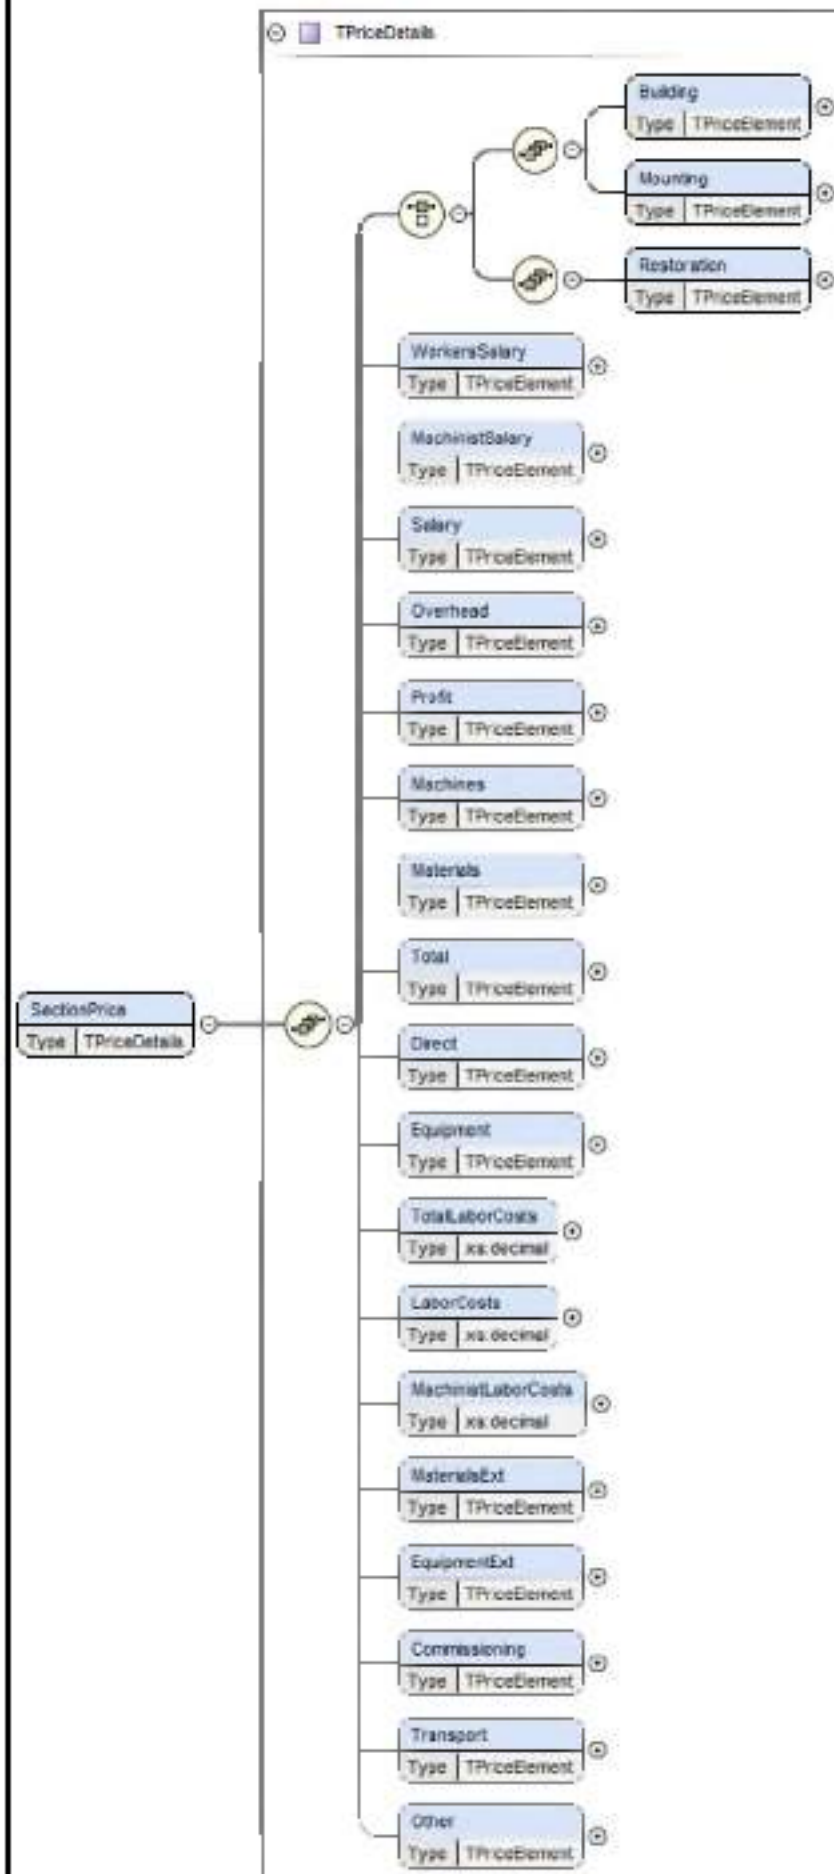 TPriceDetails
Building
Type TPriceElement
Mounting
Type TPriceElement
Restoration
Type TPriceElement
WorkersSalary
Type TPriceElement
MachinistSalary
Type TPriceElement
Salary
Type TPriceElement
Overhead
Type TPriceElement
Profit
Type TPriceElement
Machines
Type TPriceElement
Materials
Type TPriceElement
Total
Type TPriceElement
SectionPrice
Type TPriceDetails
Direct
Type TPriceElement
Equipment
Type TPriceElement
TotalLaborCosts
Type xs:decimal
LaborCosts
Type xs:decimal
MachinistLaborCosts
Type xs:decimal
MaterialsExt
Type TPriceElement
EquipmentExt
Type TPriceElement
Commissioning
Type TPriceElement
Transport
Type TPriceElement
Other
Type TPriceElement